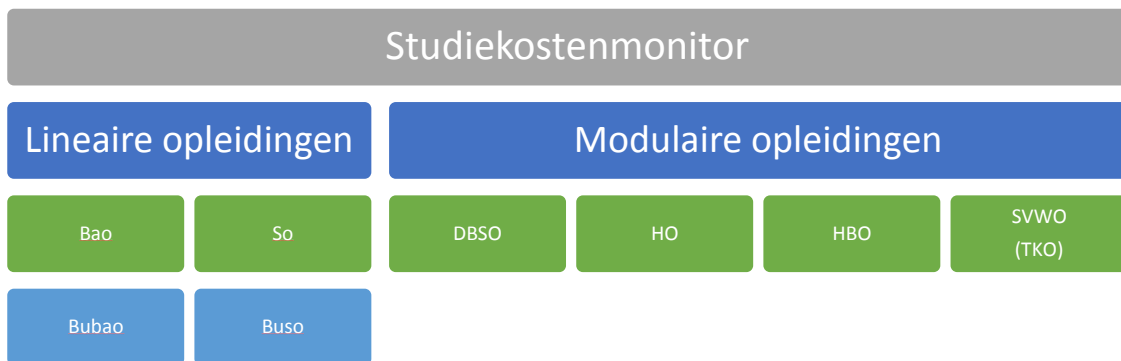 Studiekostenmonitor
Lineaire opleidingen
Modulaire opleidingen
Bao
So
DBSO
HO
HBO
SVWO
(TKO)
Bubao
Buso